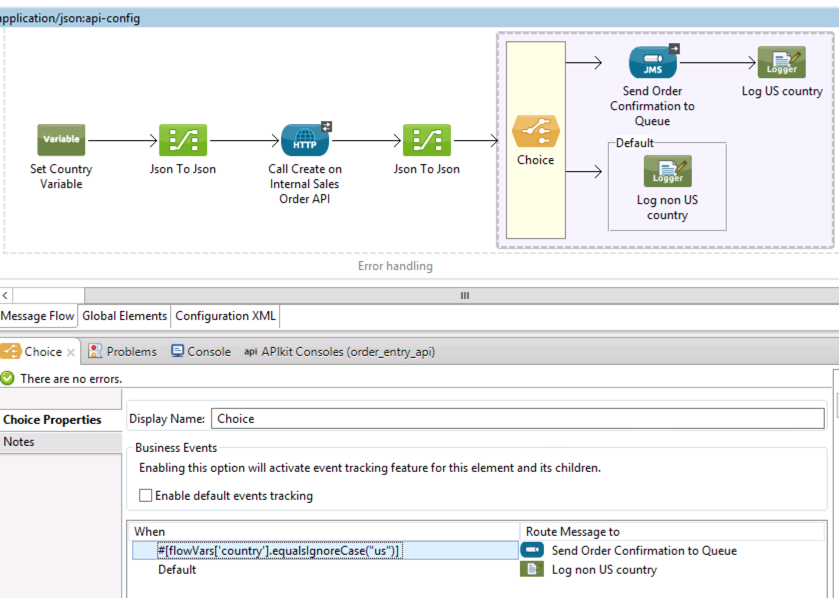 application/json:api-config
Variable
Set Country
Variable
Json To Json
HTTP
Call Create on
Internal Sales
Order API
Json To Json
Choice
JMS
Send Order
Confirmation to
Queue
Logger
Log US country
Default
Logger
Log non US
country
Error handling
Message Flow Global Elements Configuration XML
Choice Problems Console api APIkit Consoles (order_entry_api)
There are no errors.
Choice Properties
Notes
Display Name: Choice
Business Events
Enabling this option will activate event tracking feature for this element and its children.
Enable default events tracking
When Route Message to
#[flowVars['country'].equalsIgnoreCase("us")] Send Order Confirmation to Queue
Default Log non US country